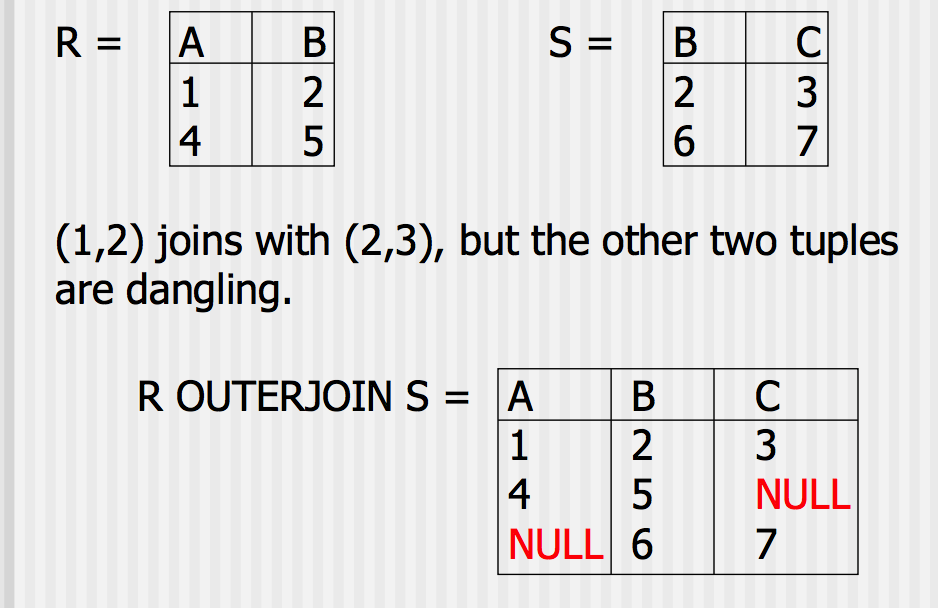 R = A B S = B C
1 2 2 3
4 5 6 7
(1,2) joins with (2,3), but the other two tuples
are dangling.
R OUTERJOIN S = A B C
1 2 3
4 5 NULL
NULL 6 7